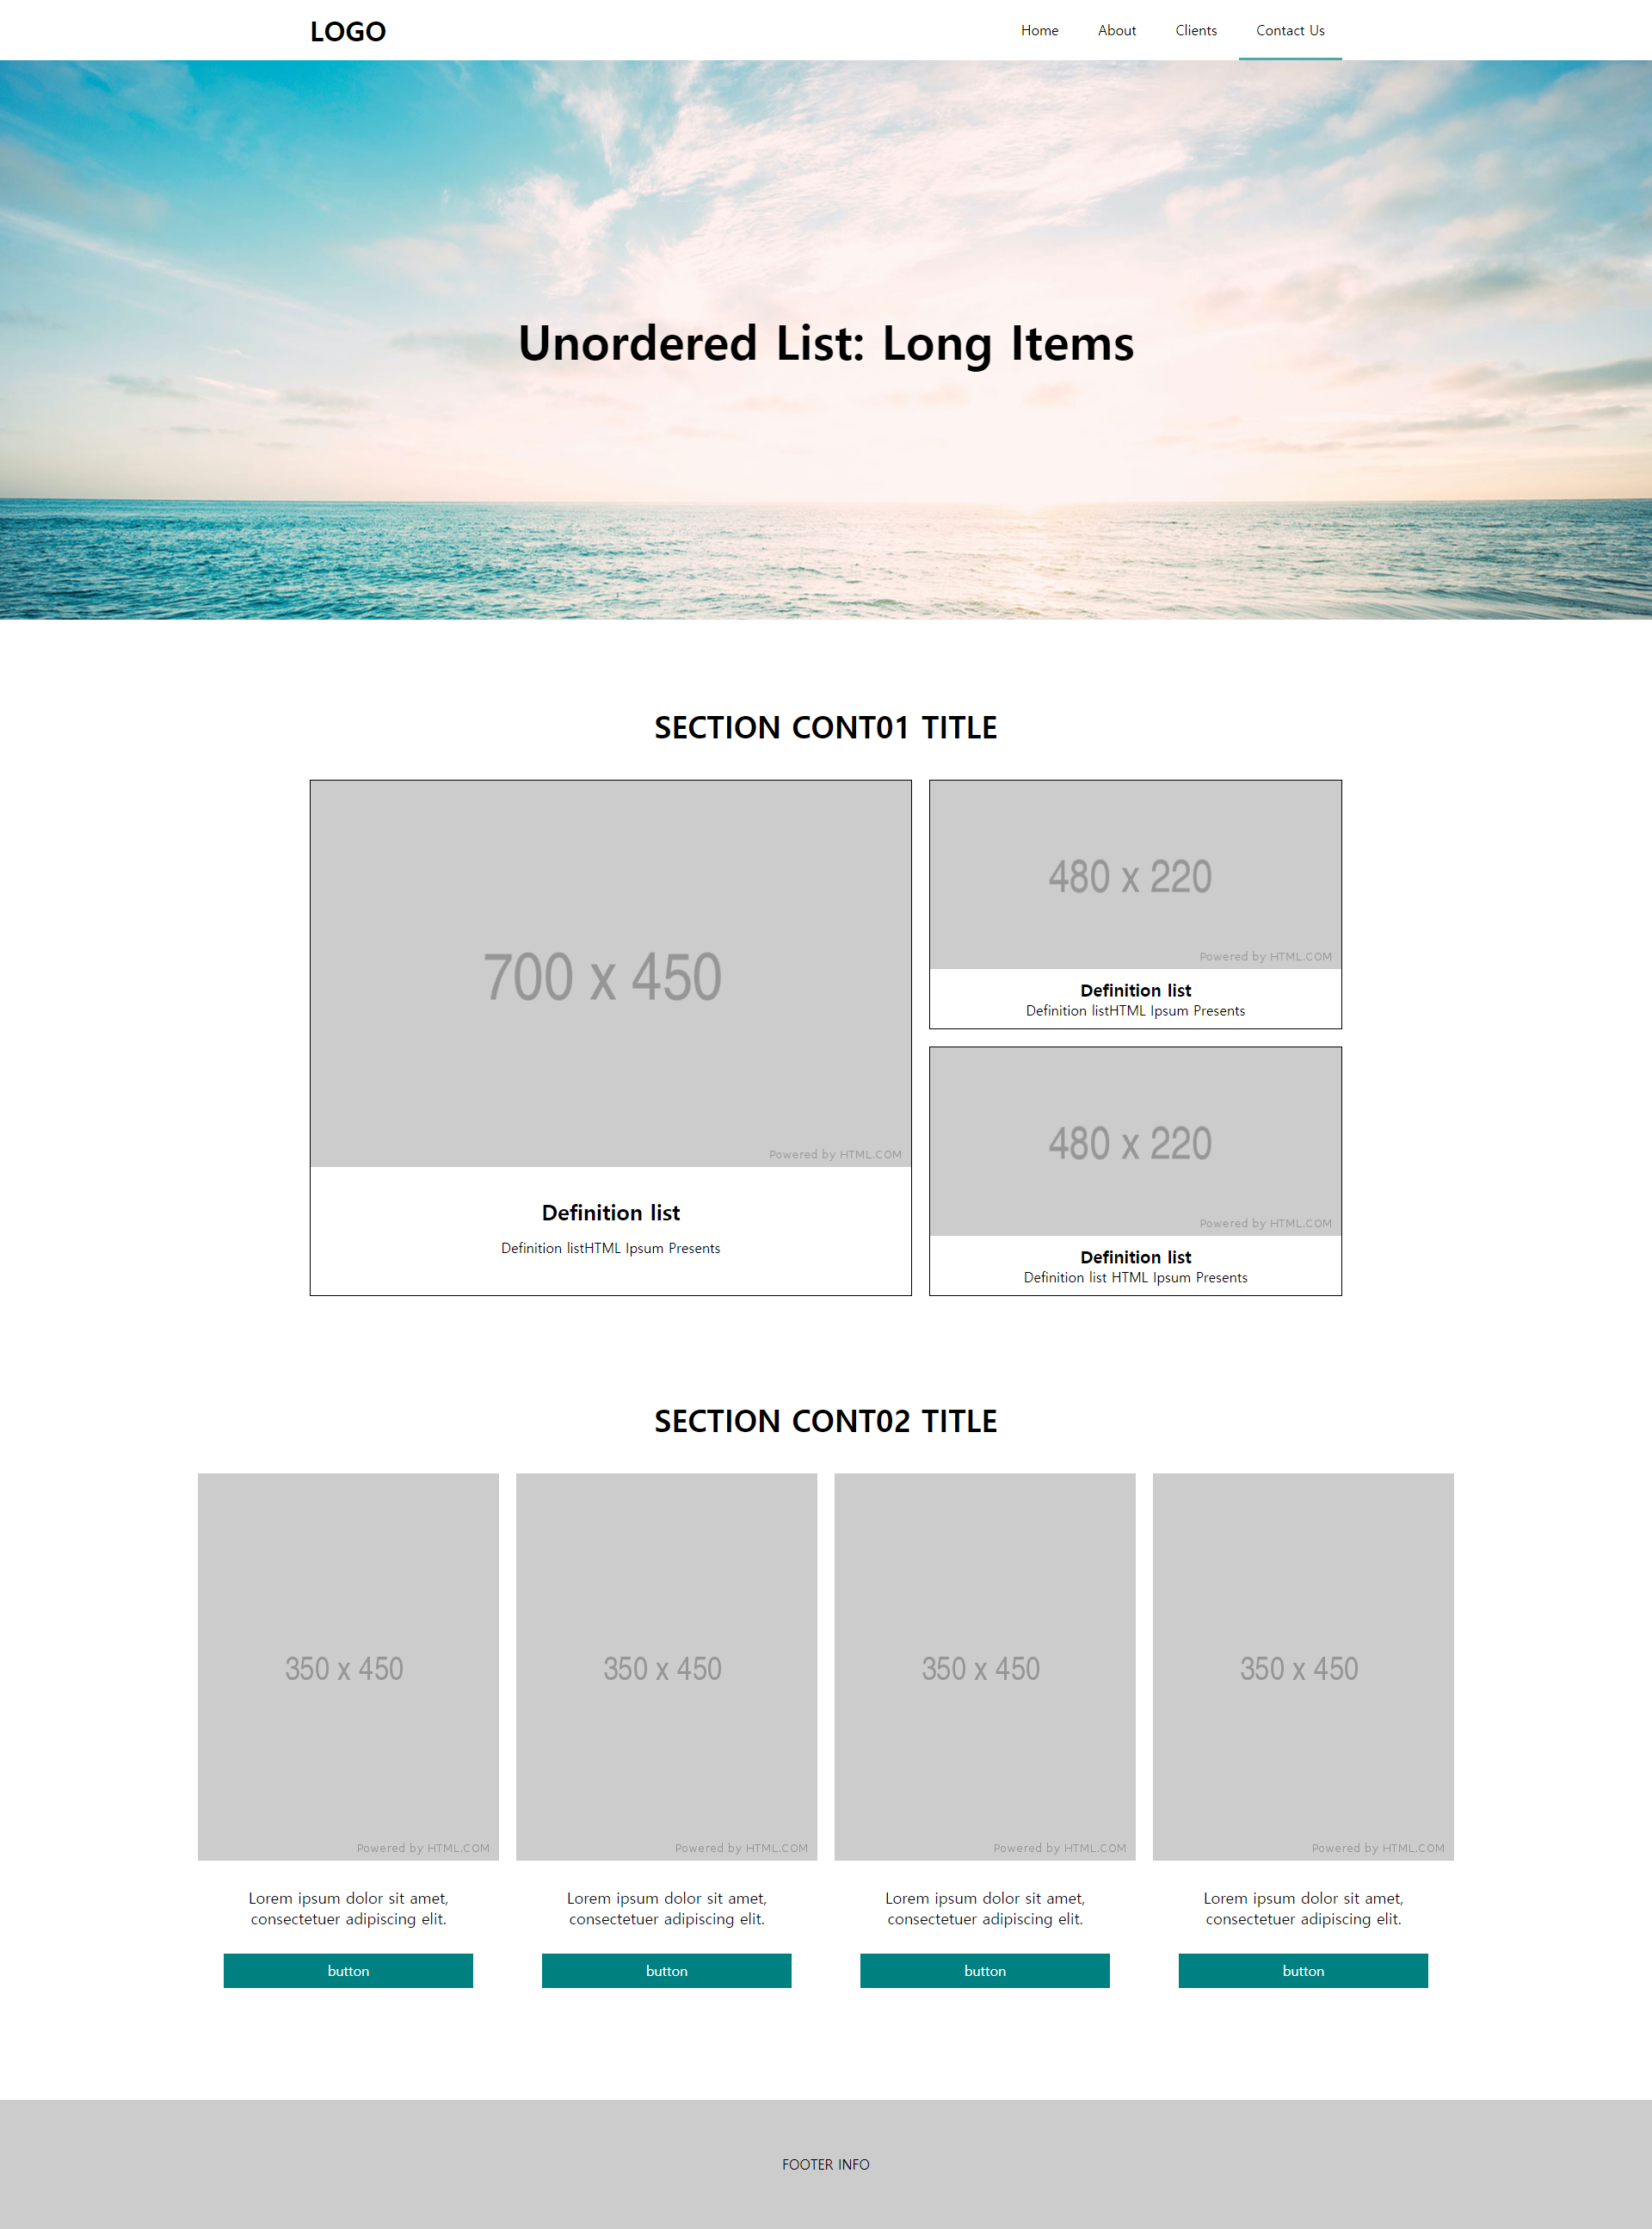 LOGO
Home About Clients Contact Us
Unordered List: Long Items
SECTION CONT01 TITLE
700 x 450
Powered by HTML.COM
Definition list
Definition listHTML Ipsum Presents
480 x 220
Powered by HTML.COM
Definition list
Definition listHTML Ipsum Presents
480 x 220
Powered by HTML.COM
Definition list
Definition list HTML Ipsum Presents
SECTION CONT02 TITLE
350 x 450
Powered by HTML.COM
Lorem ipsum dolor sit amet,
consectetuer adipiscing elit.
button
350 x 450
Powered by HTML.COM
Lorem ipsum dolor sit amet,
consectetuer adipiscing elit.
button
350 x 450
Powered by HTML.COM
Lorem ipsum dolor sit amet,
consectetuer adipiscing elit.
button
350 x 450
Powered by HTML.COM
Lorem ipsum dolor sit amet,
consectetuer adipiscing elit.
button
FOOTER INFO